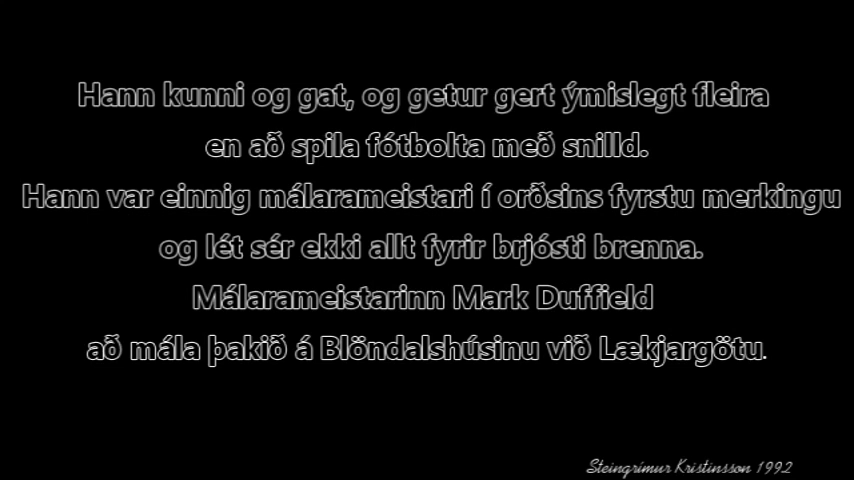 Hann kunni og gat, og getur gert ýmislegt fleira
en að spila fótbolta með snilld.
Hann var einnig málarameistari í orðsins fyrstu merkingu
og lét sér ekki allt fyrir brjósti brenna.
Málarameistarinn Mark Duffield
að mála þakið á Blöndalshúsinu við Lækjargötu.
Steingrímur Kristinsson 1992